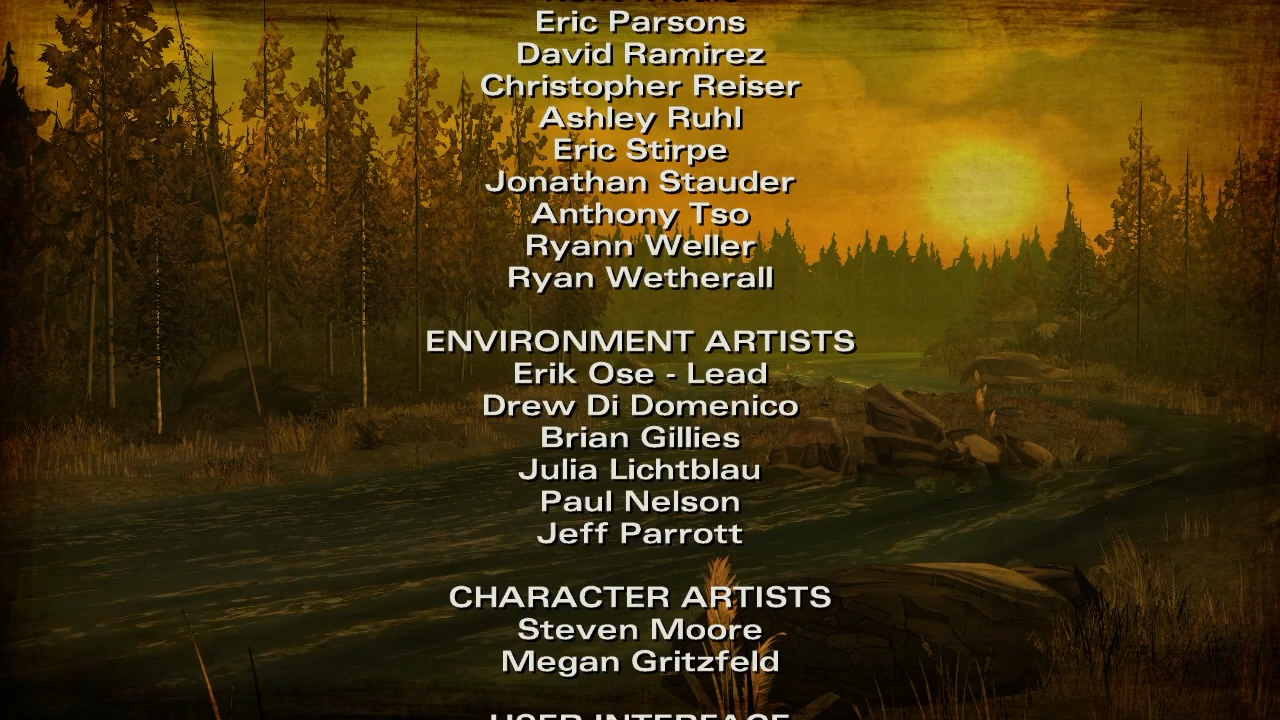 Eric Parsons
David Ramirez
Christopher Reiser
Ashley Ruhl
Eric Stirpe
Jonathan Stauder
Anthony Tso
Ryann Weller
Ryan Wetherall
ENVIRONMENT ARTISTS
Erik Ose - Lead
Drew Di Domenico
Brian Gillies
Julia Lichtblau
Paul Nelson
Jeff Parrott
CHARACTER ARTISTS
Steven Moore
Megan Gritzfeld
USER INTERFACE